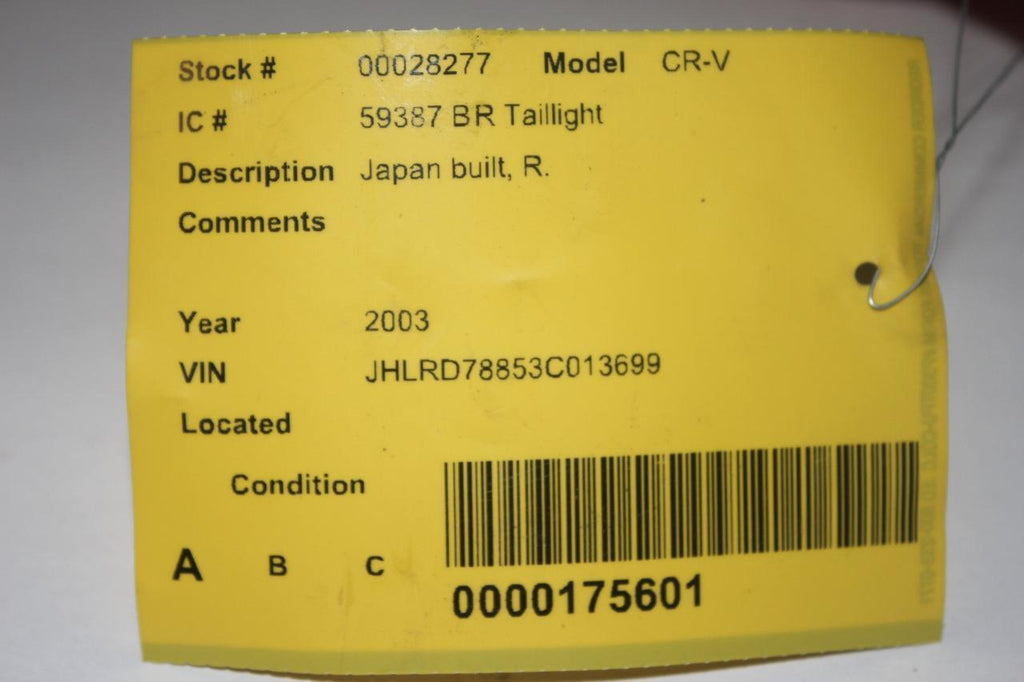 Stock # 00028277 Model CR-V
IC # 59387 BR Taillight
Description Japan built, R.
Comments
Year 2003
VIN JHLRD78853C013699
Located
Condition
A B C
0000175601